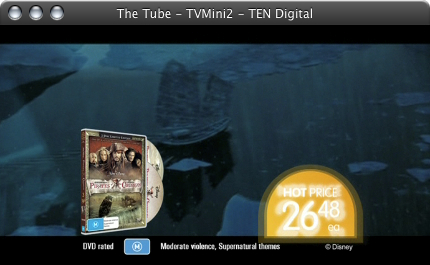 The Tube – TVMini2 – TEN Digital
PIRATES of the CARIBBEAN
M
HOT PRICE
26 48
ea
DVD rated M Moderate violence, Supernatural themes © Disney